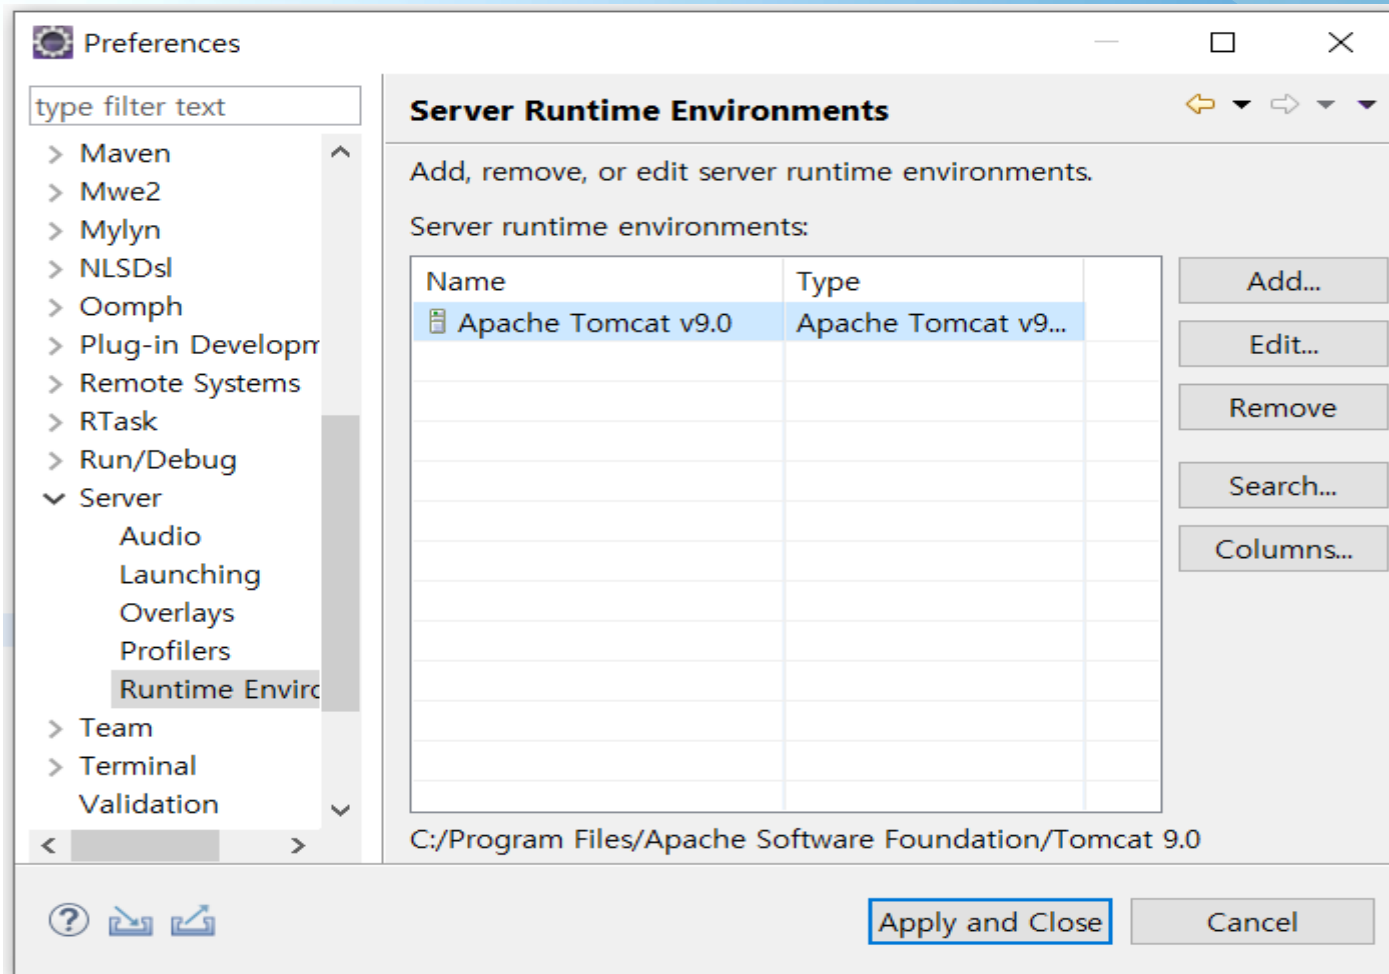 Preferences
type filter text
Maven
Mwe2
Mylyn
NLSDsl
Oomph
Plug-in Developm
Remote Systems
RTask
Run/Debug
Server
Audio
Launching
Overlays
Profilers
Runtime Enviro
Team
Terminal
Validation
Server Runtime Environments
Add, remove, or edit server runtime environments.
Server runtime environments:
Name Type
Apache Tomcat v9.0 Apache Tomcat v9...
Add...
Edit...
Remove
Search...
Columns...
C:/Program Files/Apache Software Foundation/Tomcat 9.0
?
Apply and Close Cancel